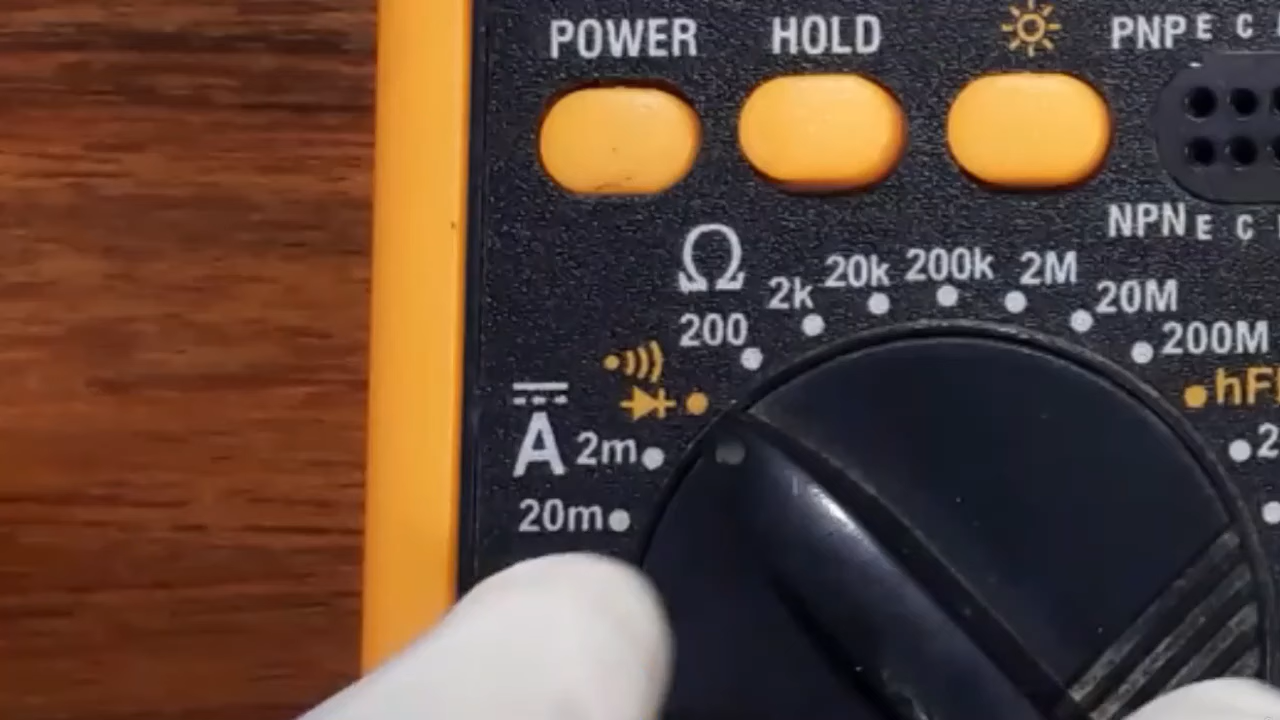 POWER HOLD PNP E C
NPN E C
Ω
2k 20k 200k 2M 20M
200 200M
A 2m
20m